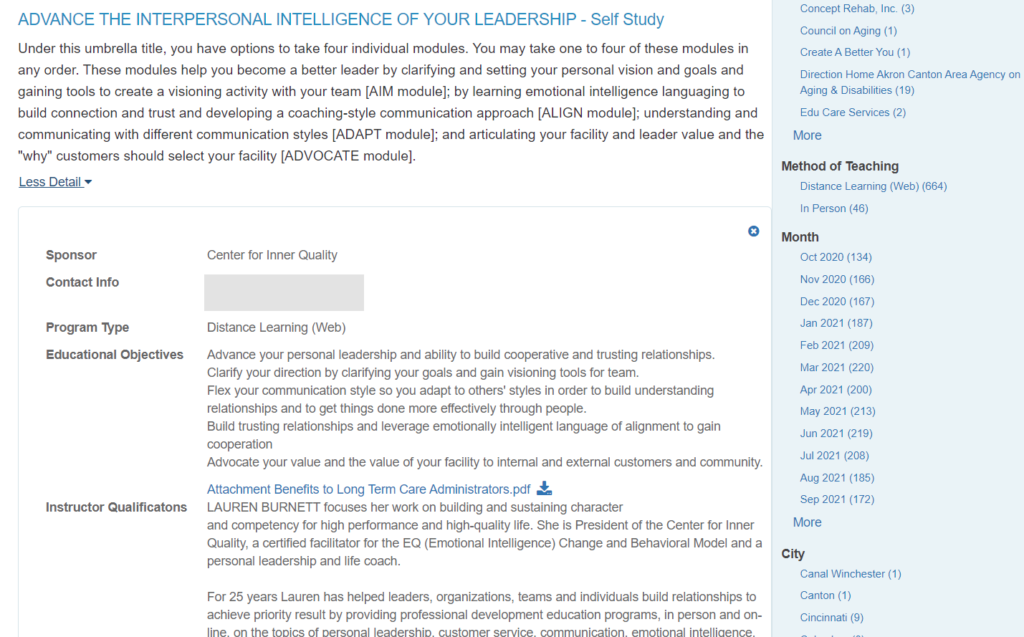 ADVANCE THE INTERPERSONAL INTELLIGENCE OF YOUR LEADERSHIP - Self Study
Under this umbrella title, you have options to take four individual modules. You may take one to four of these modules in
any order. These modules help you become a better leader by clarifying and setting your personal vision and goals and
gaining tools to create a visioning activity with your team [AIM module]; by learning emotional intelligence languaging to
build connection and trust and developing a coaching-style communication approach [ALIGN module]; understanding and
communicating with different communication styles [ADAPT module]; and articulating your facility and leader value and the
"why" customers should select your facility [ADVOCATE module].
Less Detail
Sponsor
Center for Inner Quality
Contact Info
Program Type
Distance Learning (Web)
Educational Objectives
Advance your personal leadership and ability to build cooperative and trusting relationships.
Clarify your direction by clarifying your goals and gain visioning tools for team.
Flex your communication style so you adapt to others' styles in order to build understanding
relationships and to get things done more effectively through people.
Build trusting relationships and leverage emotionally intelligent language of alignment to gain
cooperation
Advocate your value and the value of your facility to internal and external customers and community.
Attachment Benefits to Long Term Care Administrators.pdf
Instructor Qualificatons
LAUREN BURNETT focuses her work on building and sustaining character
and competency for high performance and high-quality life. She is President of the Center for Inner
Quality, a certified facilitator for the EQ (Emotional Intelligence) Change and Behavioral Model and a
personal leadership and life coach.
For 25 years Lauren has helped leaders, organizations, teams and individuals build relationships to
achieve priority result by providing professional development education programs, in person and on-
line, on the topics of personal leadership, customer service, communication, emotional intelligence,
Concept Rehab, Inc. (3)
Council on Aging (1)
Create A Better You (1)
Direction Home Akron Canton Area Agency on
Aging & Disabilities (19)
Edu Care Services (2)
More
Method of Teaching
Distance Learning (Web) (664)
In Person (46)
Month
Oct 2020 (134)
Nov 2020 (166)
Dec 2020 (167)
Jan 2021 (187)
Feb 2021 (209)
Mar 2021 (220)
Apr 2021 (200)
May 2021 (213)
Jun 2021 (219)
Jul 2021 (208)
Aug 2021 (185)
Sep 2021 (172)
More
City
Canal Winchester (1)
Canton (1)
Cincinnati (9)